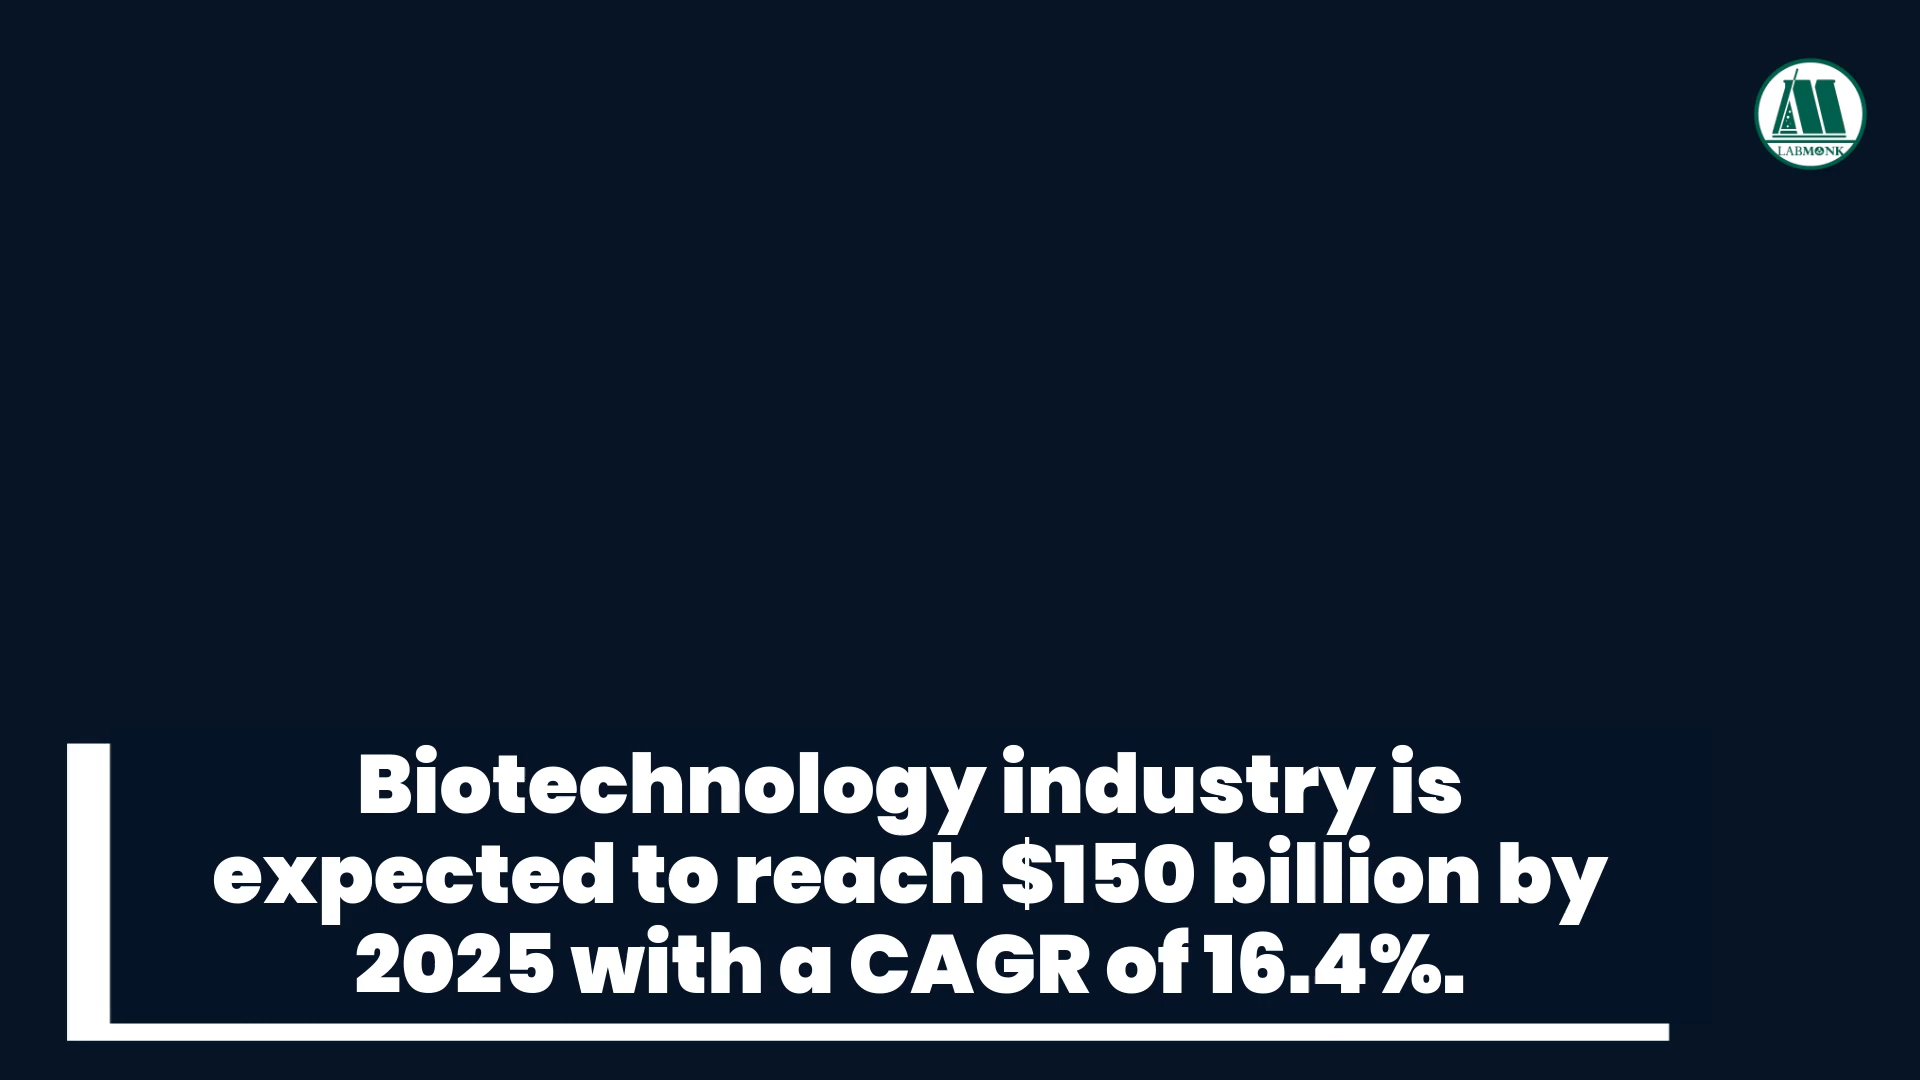 LABMONK
Biotechnology industry is
expected to reach $150 billion by
2025 with a CAGR of 16.4%.